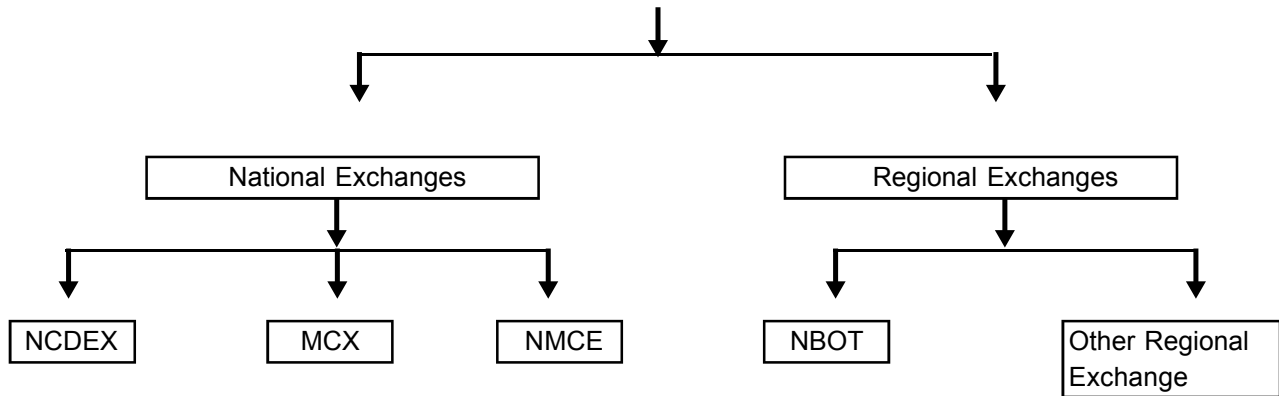 National Exchanges
Regional Exchanges
NCDEX
MCX
NMCE
NBOT
Other Regional
Exchange